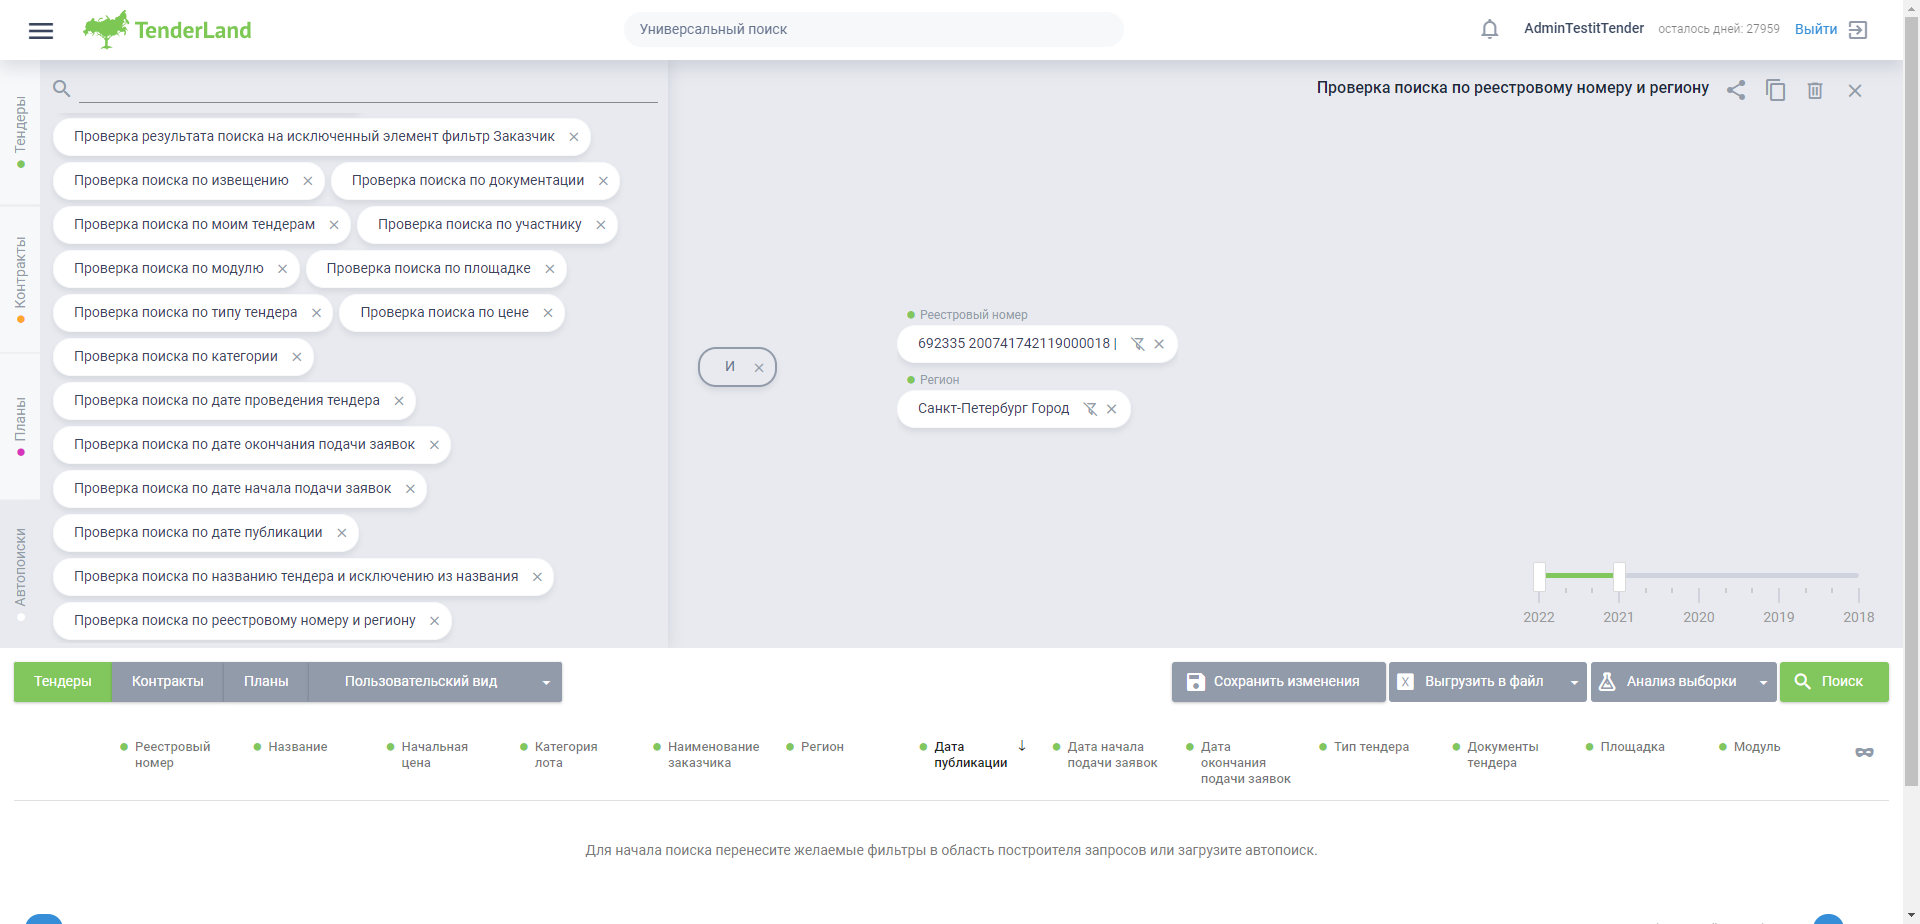 TenderLand
Универсальный поиск
AdminTestitTender
осталось дней: 27959
Выйти
Тендеры
Контракты
Планы
Автопоиски
Проверка результата поиска на исключенный элемент фильтр Заказчик
Проверка поиска по извещению
Проверка поиска по документации
Проверка поиска по моим тендерам
Проверка поиска по участнику
Проверка поиска по модулю
Проверка поиска по площадке
Проверка поиска по типу тендера
Проверка поиска по цене
Проверка поиска по категории
Проверка поиска по дате проведения тендера
Проверка поиска по дате окончания подачи заявок
Проверка поиска по дате начала подачи заявок
Проверка поиска по дате публикации
Проверка поиска по названию тендера и исключению из названия
Проверка поиска по реестровому номеру и региону
Проверка поиска по реестровому номеру и региону
И
Реестровый номер
692335 200741742119000018 |
Регион
Санкт-Петербург Город
2022
2021
2020
2019
2018
Тендеры
Контракты
Планы
Пользовательский вид
Сохранить изменения
X Выгрузить в файл
Анализ выборки
Поиск
Реестровый
номер
Название
Начальная
цена
Категория
лота
Наименование
заказчика
Регион
Дата
публикации
Дата начала
подачи заявок
Дата
окончания
подачи заявок
Тип тендера
Документы
тендера
Площадка
Модуль
Для начала поиска перенесите желаемые фильтры в область построителя запросов или загрузите автопоиск.